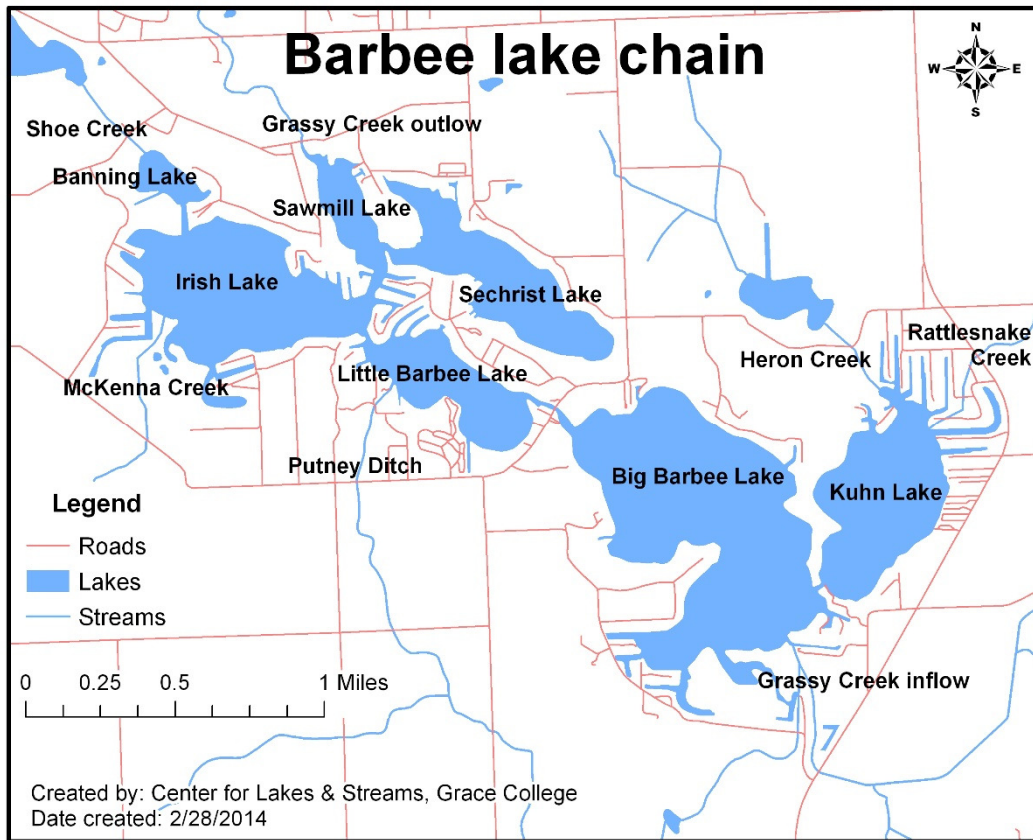 Barbee lake chain
N
W
E
S
Shoe Creek
Grassy Creek outlow
Banning Lake
Sawmill Lake
Irish Lake
Sechrist Lake
Heron Creek
Rattlesnake
Creek
McKenna Creek
Little Barbee Lake
Putney Ditch
Big Barbee Lake
Kuhn Lake
Grassy Creek inflow
Legend
Roads
Lakes
Streams
0 0.25 0.5 1 Miles
Created by: Center for Lakes & Streams, Grace College
Date created: 2/28/2014